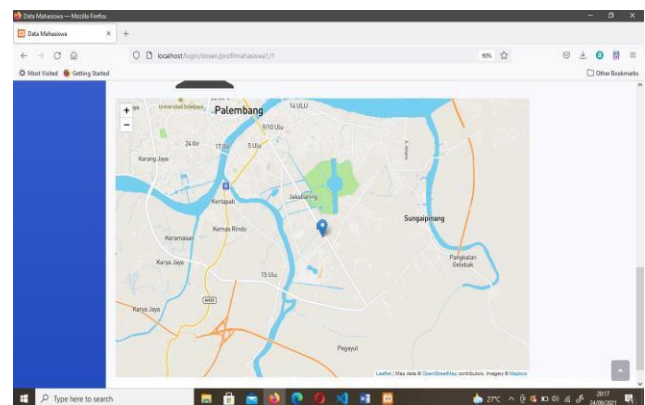 Data Mahasiswa — Mozilla Firefox
Data Mahasiswa
localhost/login/dosen/profilmahasiswa1/1
90%
Most Visited
Getting Started
Other Bookmarks
+
−
Palembang
14 ULU
9/10 Ulu
24 Ilir
17 Ilir
5 Ulu
Karang Jaya
Jakabaring
Kertapati
Sungaipinang
Kemas Rindo
Keramasan
Karya Jaya
Pangkalan
Gelebak
15 Ulu
Karya Jaya
Pegayut
Leaflet | Map data © OpenStreetMap contributors, Imagery © Mapbox
Type here to search
27°C
20:17
24/09/2021